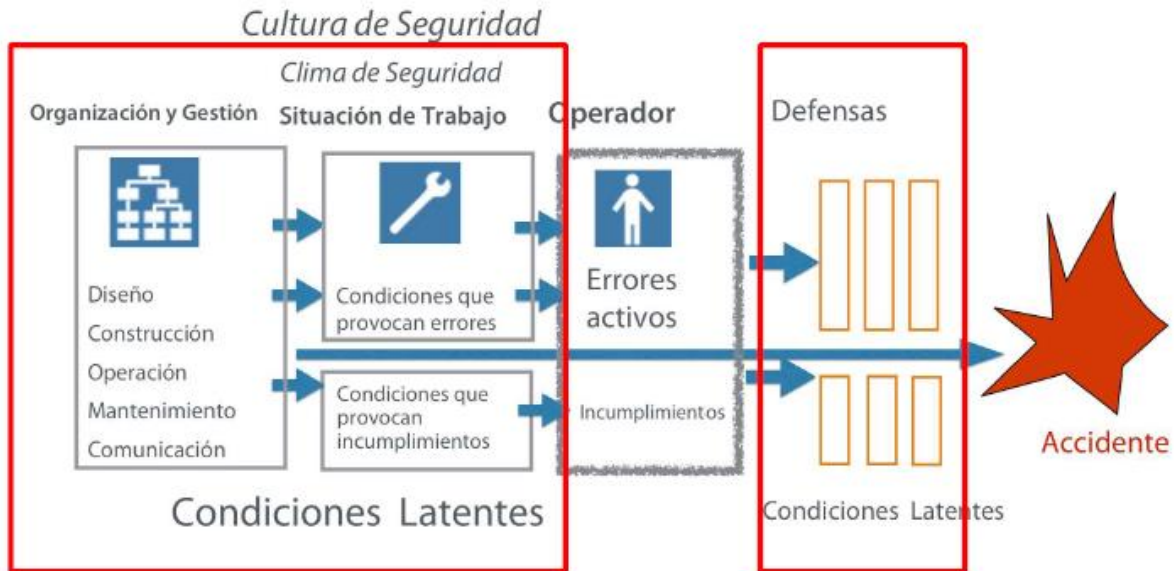 Cultura de Seguridad
Clima de Seguridad
Organización y Gestión
Situación de Trabajo
Operador
Defensas
Diseño
Construcción
Operación
Mantenimiento
Comunicación
Condiciones que
provocan errores
Condiciones que
provocan
incumplimientos
Errores
activos
Incumplimientos
Accidente
Condiciones Latentes
Condiciones Latentes